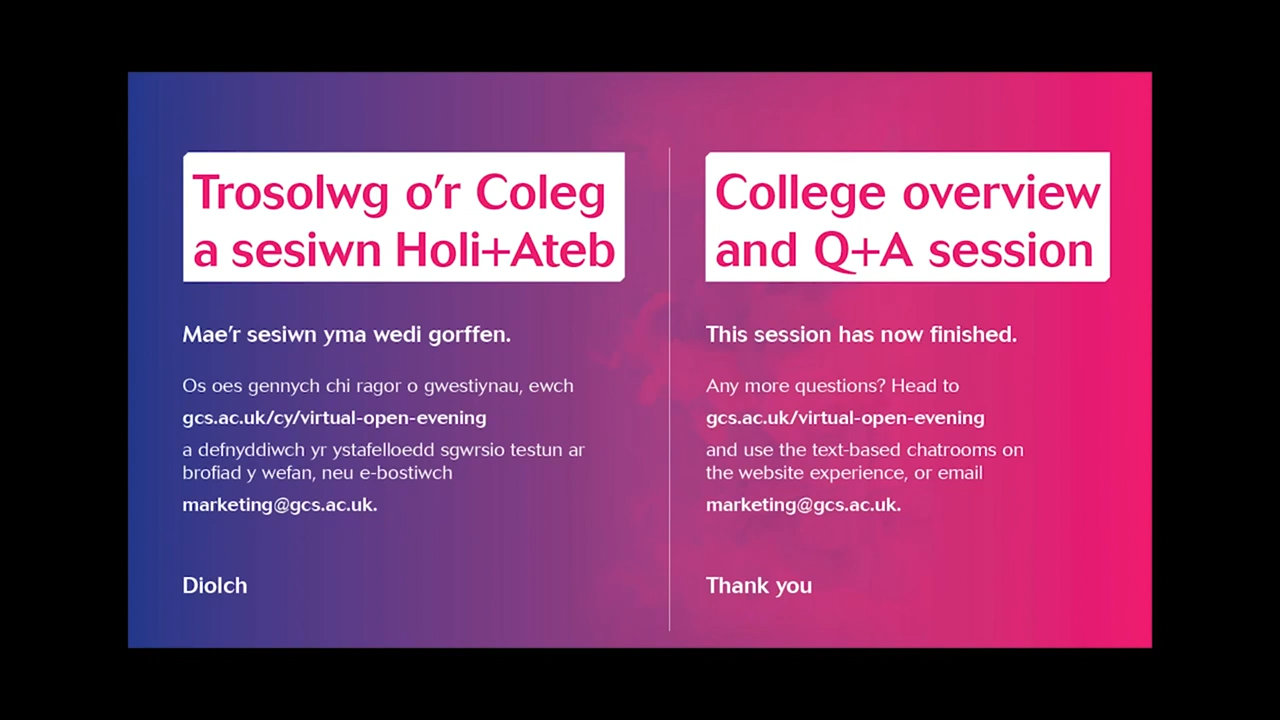 Trosolwg o'r Coleg
a sesiwn Holi+Ateb
Mae'r sesiwn yma wedi gorffen.
Os oes gennych chi ragor o gwestiynau, ewch
gcs.ac.uk/cy/virtual-open-evening
a defnyddiwch yr ystafelloedd sgwrsio testun ar
brofiad y wefan, neu e-bostiwch
marketing@gcs.ac.uk.
Diolch
College overview
and Q+A session
This session has now finished.
Any more questions? Head to
gcs.ac.uk/virtual-open-evening
and use the text-based chatrooms on
the website experience, or email
marketing@gcs.ac.uk.
Thank you